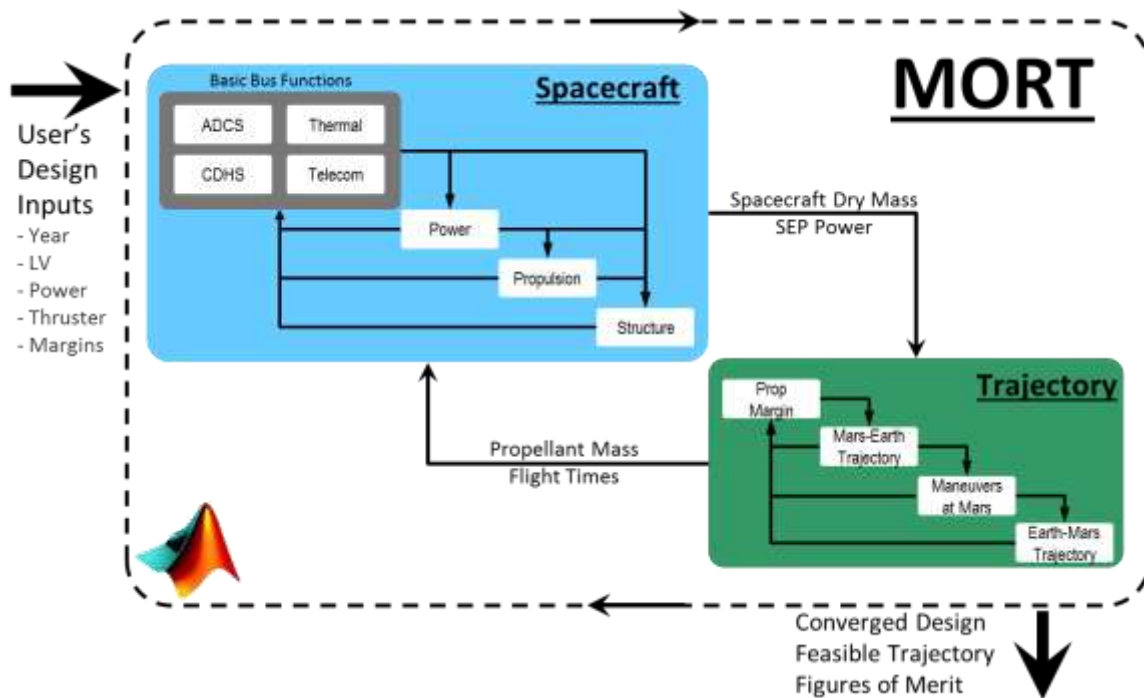 MORT
User's
Design
Inputs
- Year
- LV
- Power
- Thruster
- Margins
Basic Bus Functions
Spacecraft
ADCS
Thermal
CDHS
Telecom
Power
Propulsion
Structure
Spacecraft Dry Mass
SEP Power
Trajectory
Prop
Margin
Mars-Earth
Trajectory
Maneuvers
at Mars
Earth-Mars
Trajectory
Propellant Mass
Flight Times
Converged Design
Feasible Trajectory
Figures of Merit